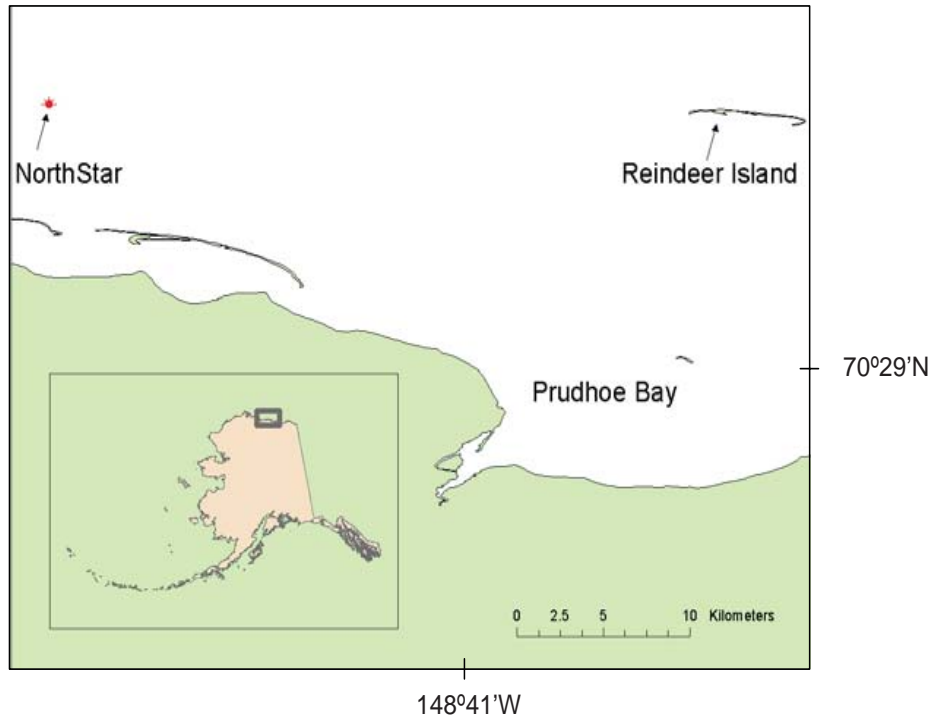 NorthStar
Reindeer Island
70º29'N
Prudhoe Bay
0 2.5 5 10 Kilometers
148º41'W